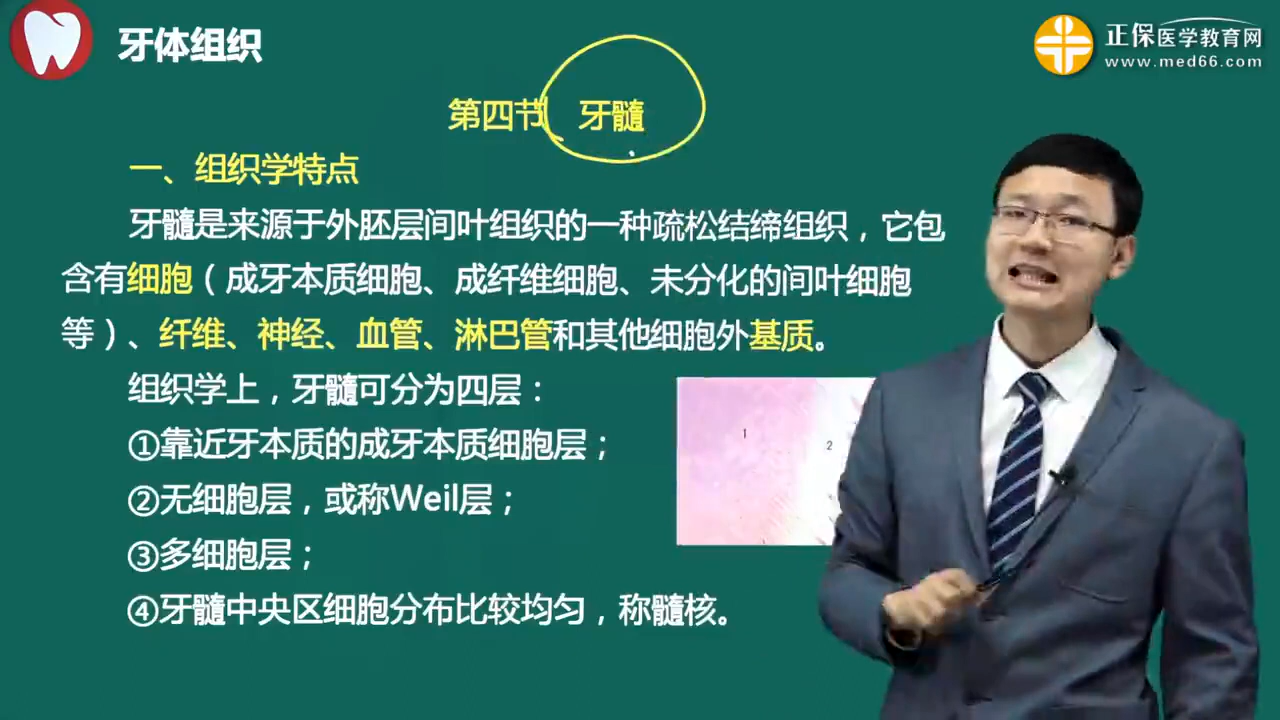 牙体组织
正保医学教育网
www.med66.com
第四节 牙髓
一、组织学特点
牙髓是来源于外胚层间叶组织的一种疏松结缔组织，它包
含有细胞（成牙本质细胞、成纤维细胞、未分化的间叶细胞
等）、纤维、神经、血管、淋巴管和其他细胞外基质。
组织学上，牙髓可分为四层：
①靠近牙本质的成牙本质细胞层；
②无细胞层，或称Weil层；
③多细胞层；
④牙髓中央区细胞分布比较均匀，称髓核。
1
2